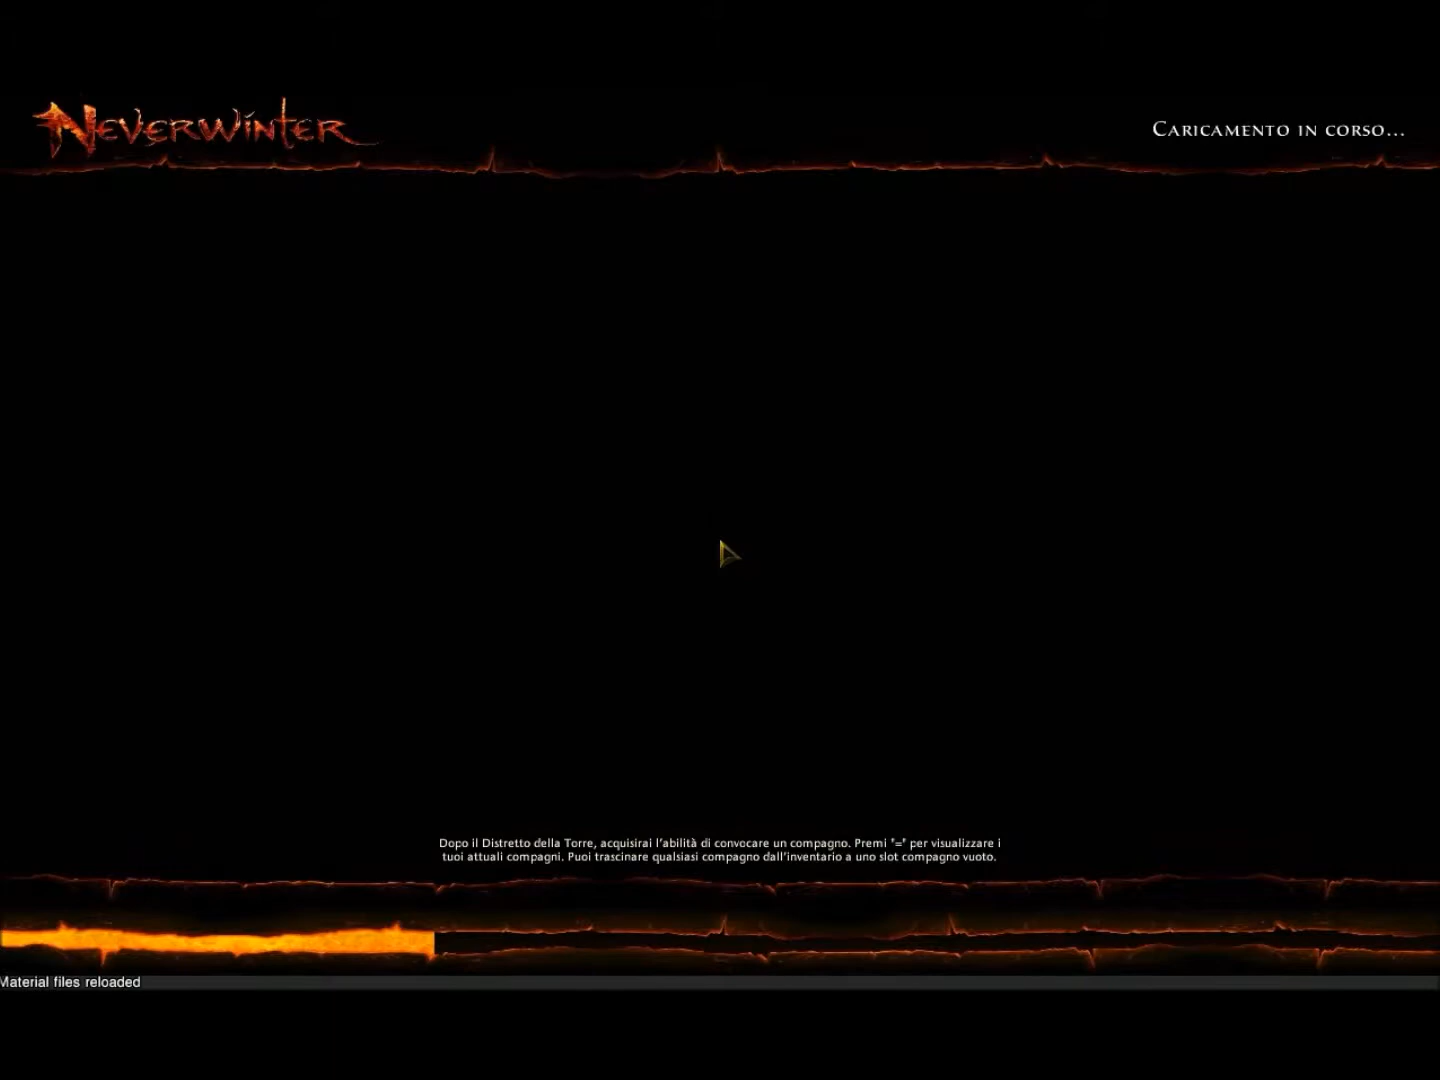 NEVERWINTER
CARICAMENTO IN CORSO...
Dopo il Distretto della Torre, acquisirai l'abilità di convocare un compagno. Premi "=" per visualizzare i
tuoi attuali compagni. Puoi trascinare qualsiasi compagno dall'inventario a uno slot compagno vuoto.
Material files reloaded